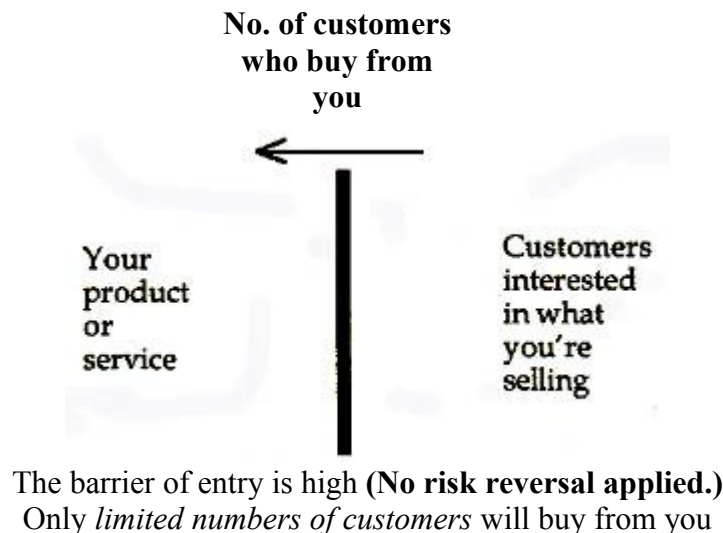 No. of customers
who buy from
you
Your
product
or
service
Customers
interested
in what
you're
selling
The barrier of entry is high (No risk reversal applied.)
Only limited numbers of customers will buy from you